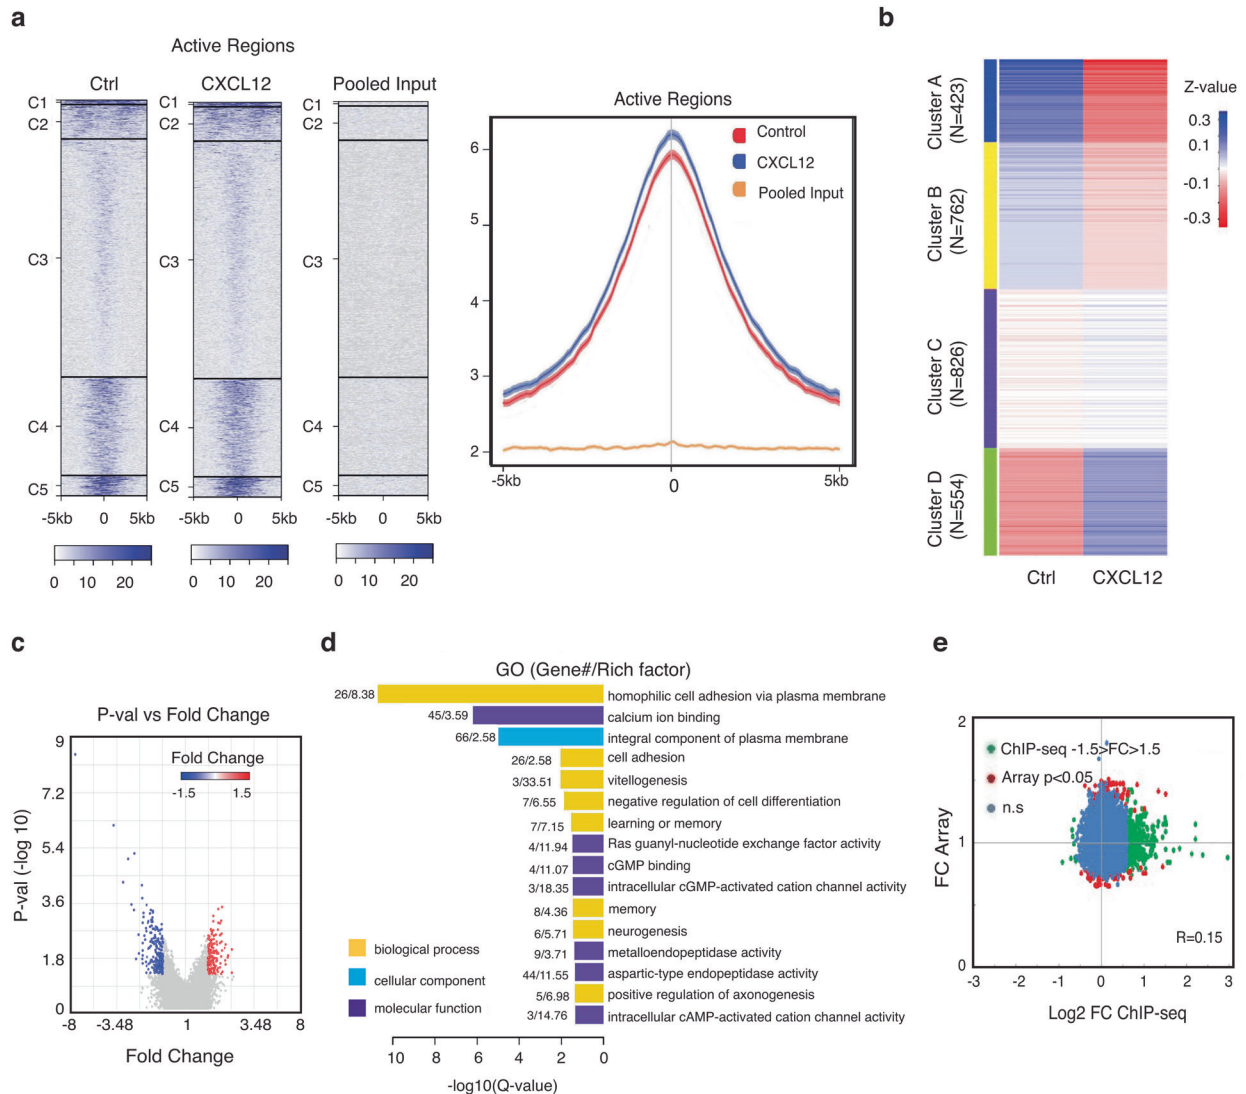 a
Active Regions
Ctrl
CXCL12
Pooled Input
C1
C2
C3
C4
C5
C1
C2
C3
C4
C5
C1
C2
C3
C4
C5
-5kb 0 5kb
-5kb 0 5kb
-5kb 0 5kb
0 10 20
0 10 20
0 10 20
Active Regions
Control
CXCL12
Pooled Input
6
5
4
3
2
-5kb
0
5kb
b
Cluster A
(N=423)
Cluster B
(N=762)
Cluster C
(N=826)
Cluster D
(N=554)
Ctrl
CXCL12
Z-value
0.3
0.1
-0.1
-0.3
c
P-val vs Fold Change
Fold Change
-1.5 1.5
P-val (-log 10)
9
7.2
5.4
3.6
1.8
0
-8 -3.48 1 3.48 8
Fold Change
d
GO (Gene#/Rich factor)
26/8.38 homophilic cell adhesion via plasma membrane
45/3.59 calcium ion binding
66/2.58 integral component of plasma membrane
26/2.58 cell adhesion
3/33.51 vitellogenesis
7/6.55 negative regulation of cell differentiation
7/7.15 learning or memory
4/11.94 Ras guanyl-nucleotide exchange factor activity
4/11.07 cGMP binding
3/18.35 intracellular cGMP-activated cation channel activity
8/4.36 memory
6/5.71 neurogenesis
9/3.71 metalloendopeptidase activity
44/11.55 aspartic-type endopeptidase activity
5/6.98 positive regulation of axonogenesis
3/14.76 intracellular cAMP-activated cation channel activity
biological process
cellular component
molecular function
10 8 6 4 2 0
-log10(Q-value)
e
2
1
0
FC Array
ChIP-seq -1.5>FC>1.5
Array p<0.05
n.s
R=0.15
-3 -2 -1 0 1 2 3
Log2 FC ChIP-seq